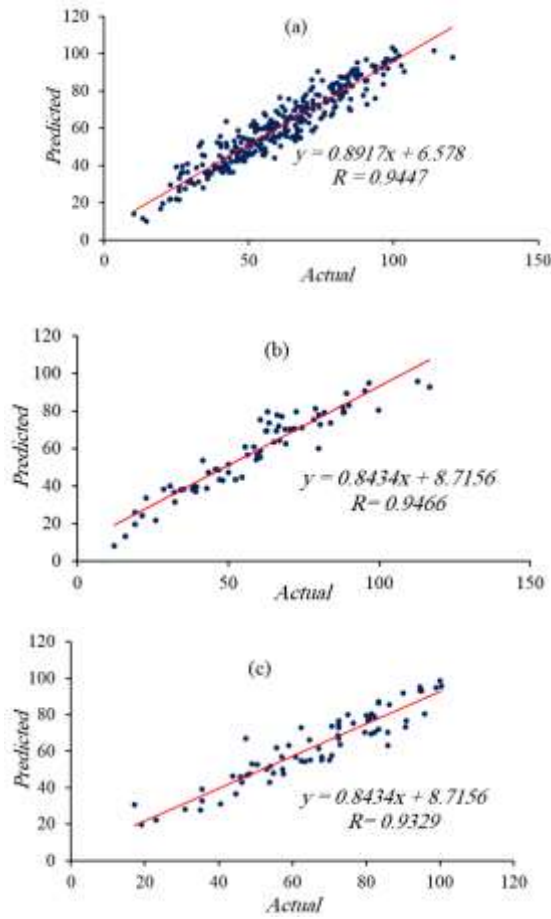 (a)
120
100
80
60
40
20
0
Predicted
y = 0.8917x + 6.578
R = 0.9447
0 50 100 150
Actual
(b)
120
100
80
60
40
20
0
Predicted
y = 0.8434x + 8.7156
R= 0.9466
0 50 100 150
Actual
120
(c)
100
80
60
40
20
0
Predicted
y = 0.8434x + 8.7156
R= 0.9329
0 20 40 60 80 100 120
Actual